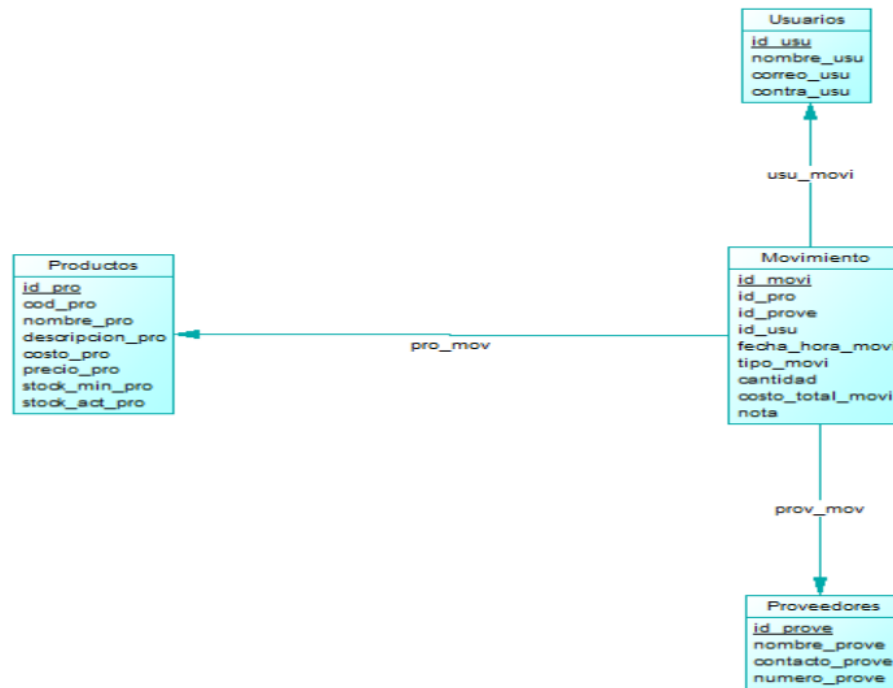 Usuarios
id_usu
nombre_usu
correo_usu
contra_usu
usu_movi
Productos
id_pro
cod_pro
nombre_pro
descripcion_pro
costo_pro
precio_pro
stock_min_pro
stock_act_pro
pro_mov
Movimiento
id_movi
id_pro
id_prove
id_usu
fecha_hora_movi
tipo_movi
cantidad
costo_total_movi
nota
prov_mov
Proveedores
id_prove
nombre_prove
contacto_prove
numero_prove